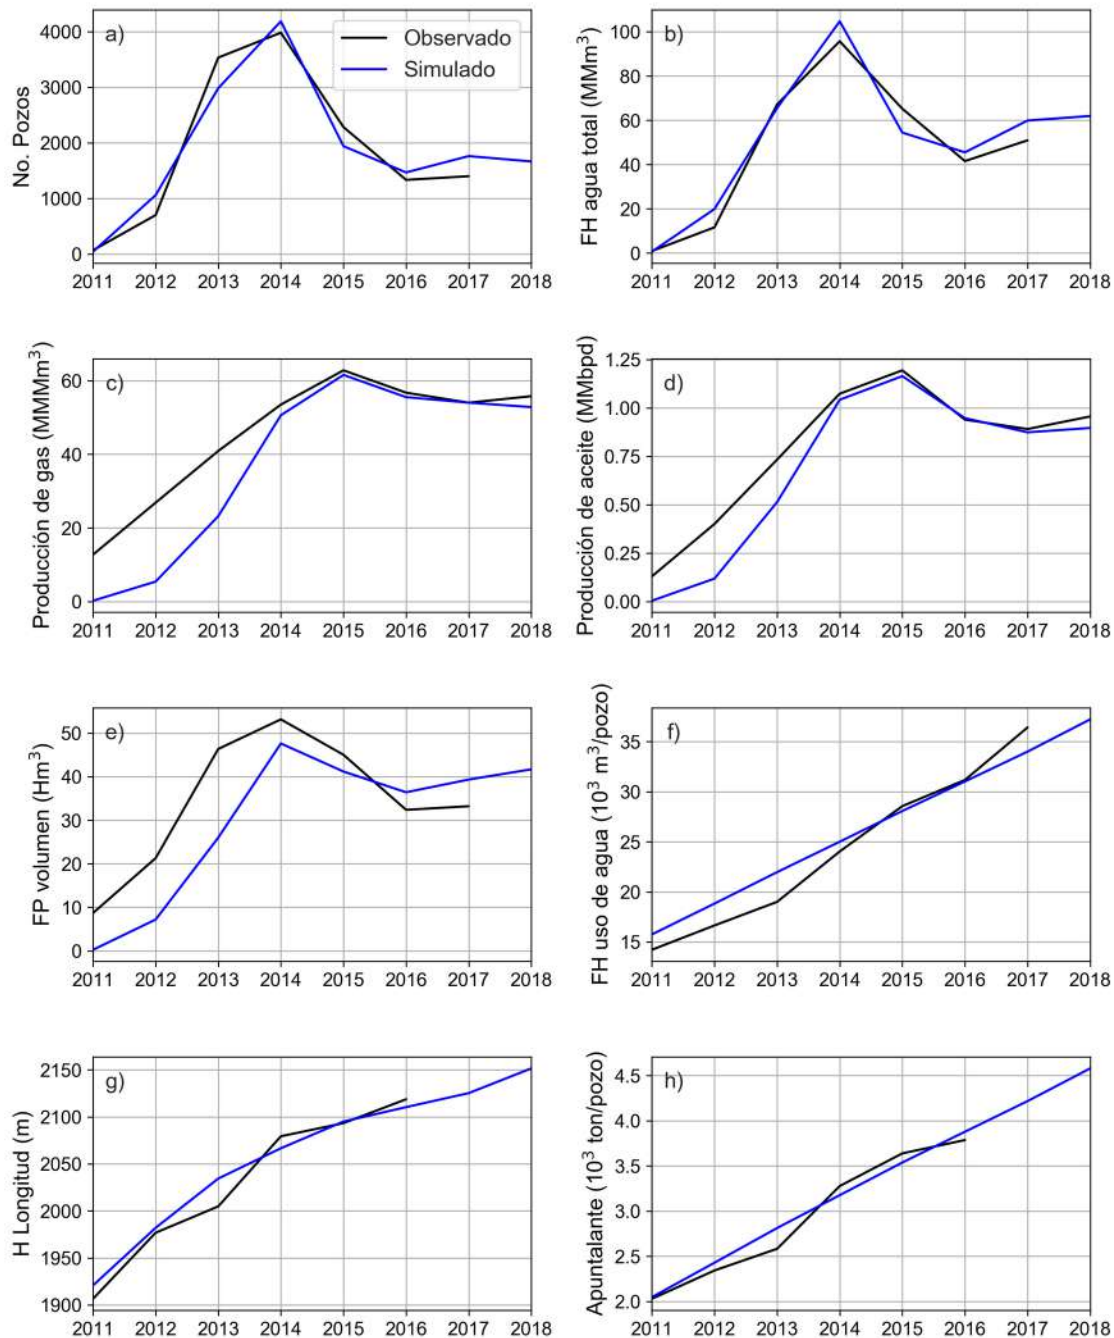 a)
Observado
Simulado
No. Pozos
4000
3000
2000
1000
0
2011 2012 2013 2014 2015 2016 2017 2018
b)
FH agua total (MMm³)
100
80
60
40
20
0
2011 2012 2013 2014 2015 2016 2017 2018
c)
Producción de gas (MMMm³)
60
40
20
0
2011 2012 2013 2014 2015 2016 2017 2018
d)
Producción de aceite (MMbpd)
1.25
1.00
0.75
0.50
0.25
0.00
2011 2012 2013 2014 2015 2016 2017 2018
e)
FP volumen (Hm³)
50
40
30
20
10
0
2011 2012 2013 2014 2015 2016 2017 2018
f)
FH uso de agua (10³ m³/pozo)
35
30
25
20
15
2011 2012 2013 2014 2015 2016 2017 2018
g)
H Longitud (m)
2150
2100
2050
2000
1950
1900
2011 2012 2013 2014 2015 2016 2017 2018
h)
Apuntalante (10³ ton/pozo)
4.5
4.0
3.5
3.0
2.5
2.0
2011 2012 2013 2014 2015 2016 2017 2018